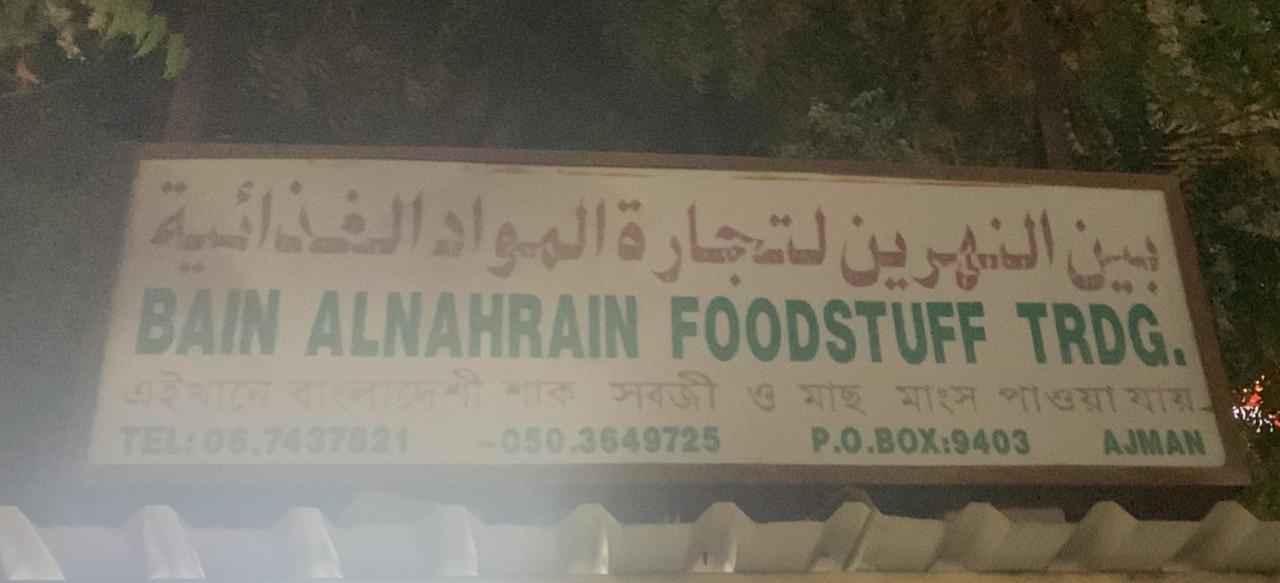 بين النهرين لتجارة المواد الغذائية
BAIN ALNAHRAIN FOODSTUFF TRDG.
এইখানে বাংলাদেশী শাক সবজী ও মাছ মাংস পাওয়া যায়.
TEL: 06.7437821 -050.3649725 P.O.BOX:9403 AJMAN